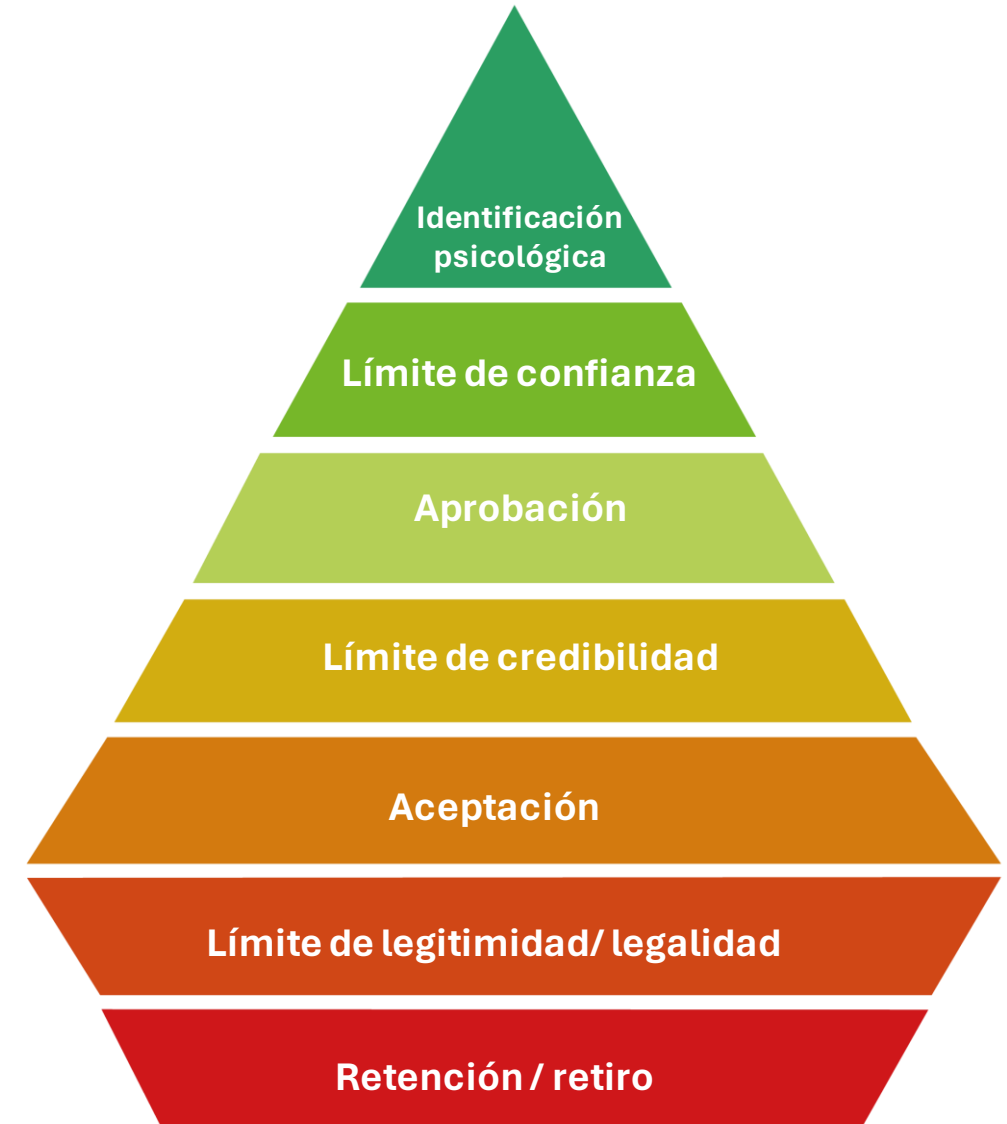 Identificación
psicológica
Límite de confianza
Aprobación
Límite de credibilidad
Aceptación
Límite de legitimidad/ legalidad
Retención / retiro